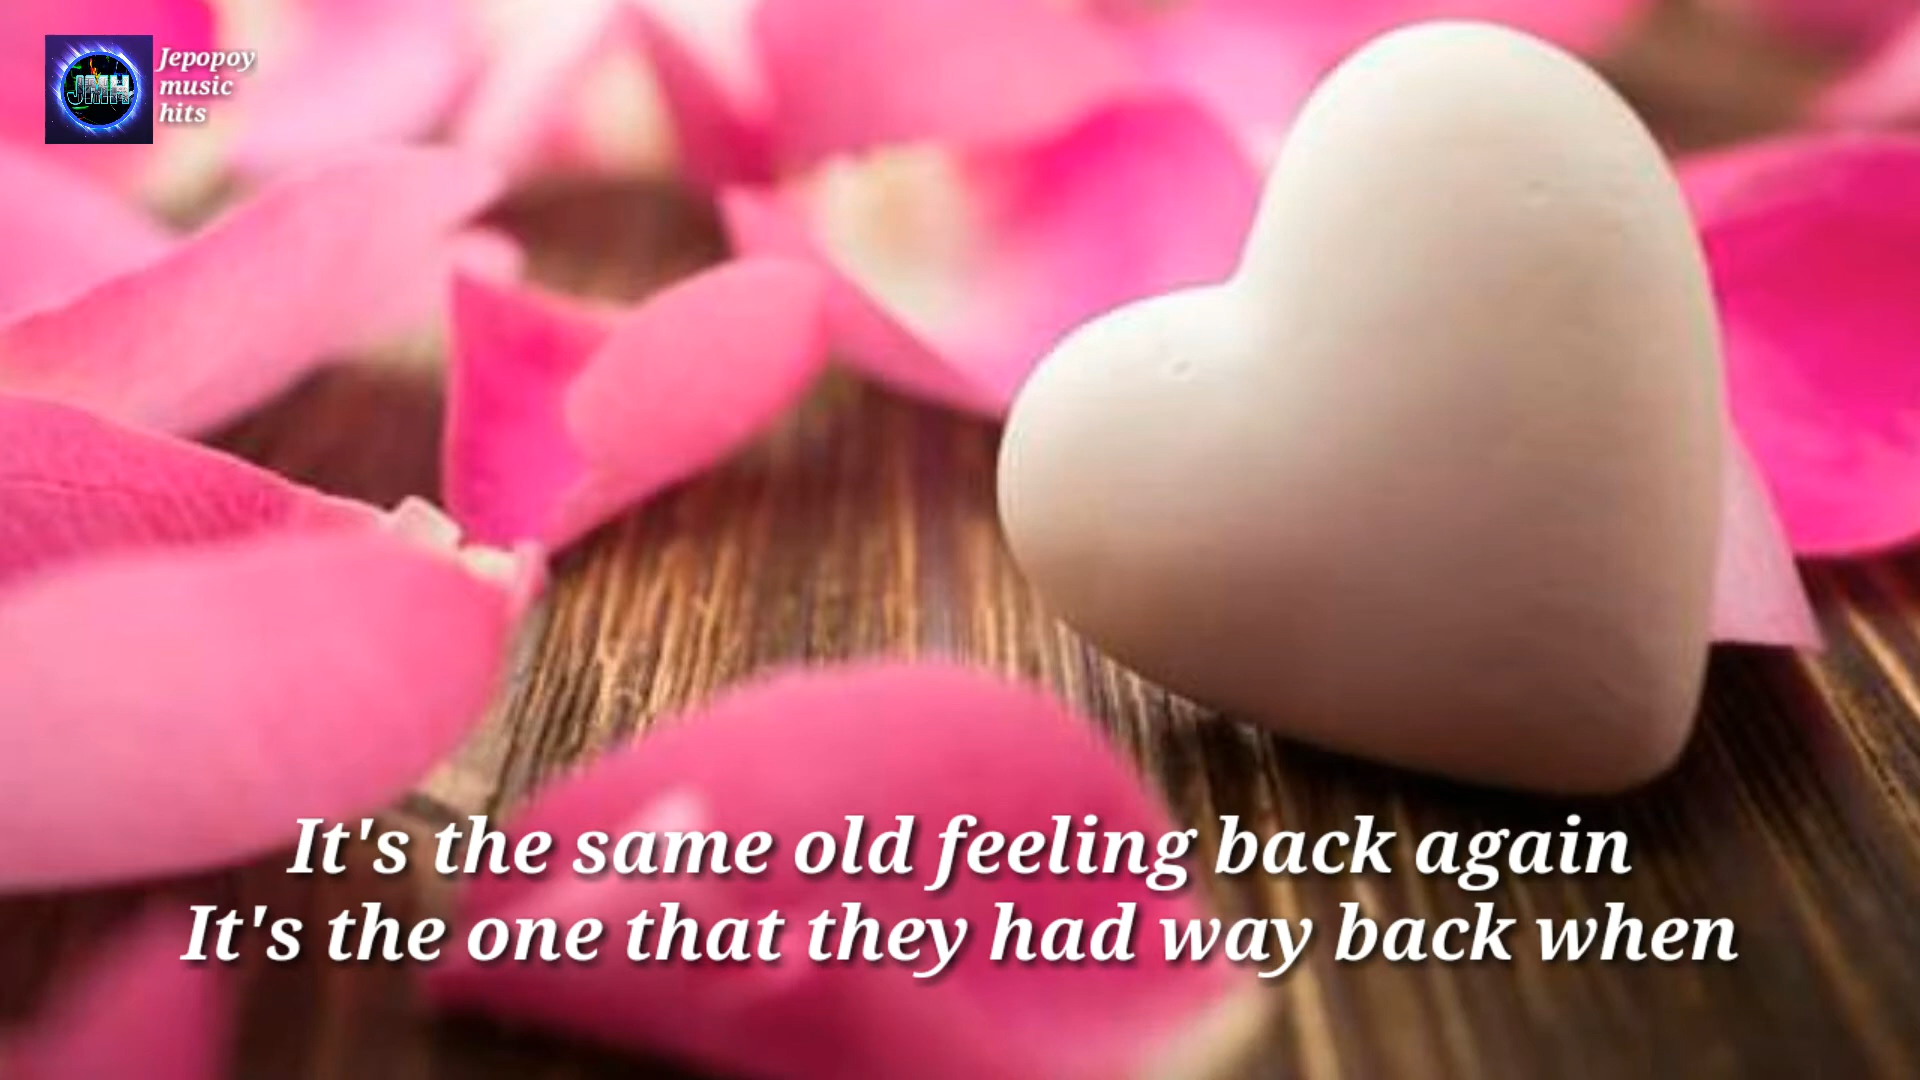 JMH
Jepopoy
music
hits
It's the same old feeling back again
It's the one that they had way back when